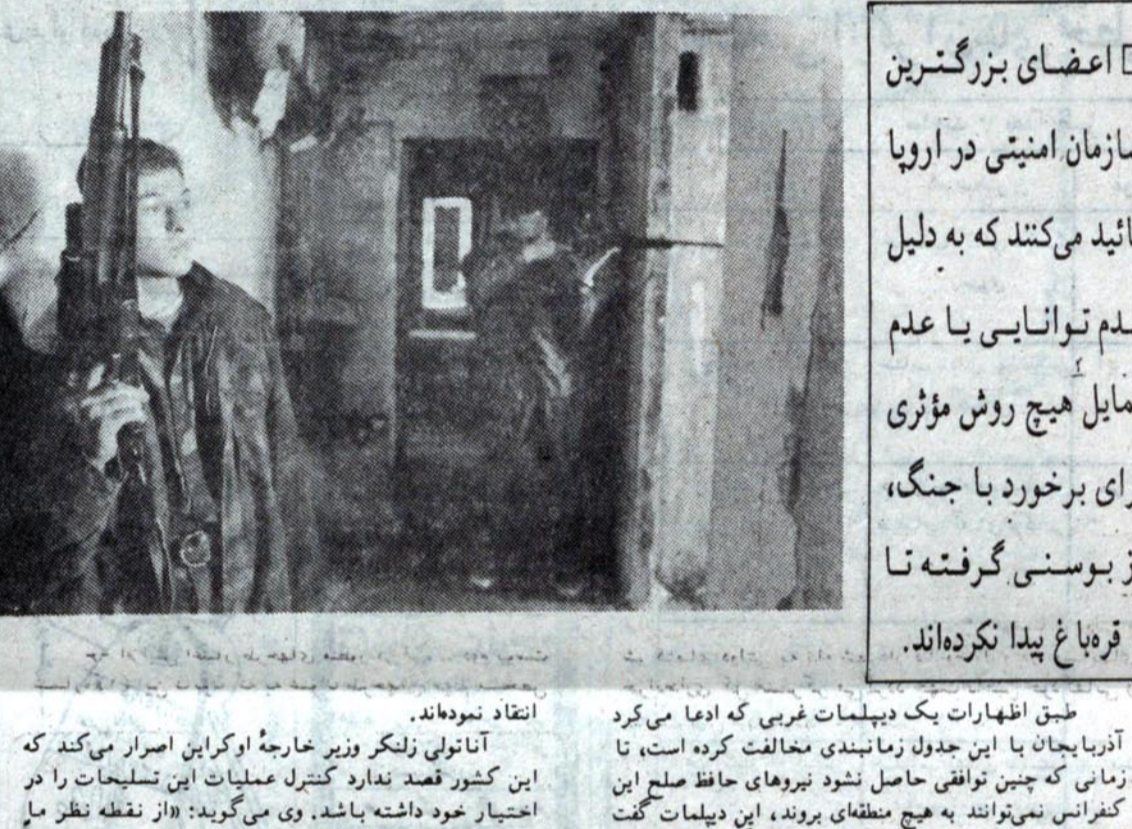 اعضای بزرگترین
سازمان امنیتی در اروپا
تائید می‌کنند که به دلیل
عدم توانایی یا عدم
تمایل هیچ روش مؤثری
برای برخورد با جنگ،
از بوسنی گرفته تا
قره‌باغ پیدا نکرده‌اند.
طبق اظهارات یک دیپلمات غربی که ادعا می‌کرد
آذربایجان با این جدول زمانبندی مخالفت کرده است، تا
زمانی که چنین توافقی حاصل نشود نیروهای حافظ صلح این
کنفرانس نمی‌توانند به هیچ منطقه‌ای بروند، این دیپلمات گفت
انتقاد نموده‌اند.
آناتولی زلنکر وزیر خارجهٔ اوکراین اصرار می‌کند که
این کشور قصد ندارد کنترل عملیات این تسلیحات را در
اختیار خود داشته باشد. وی می‌گوید: «از نقطه نظر ما